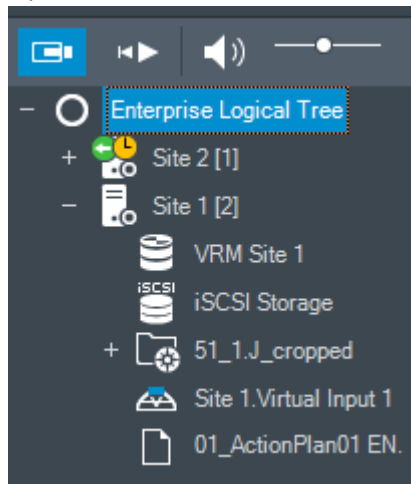 Enterprise Logical Tree
Site 2 [1]
Site 1 [2]
VRM Site 1
iSCSI
iSCSI Storage
51_1.J_cropped
Site 1.Virtual Input 1
01_ActionPlan01 EN.